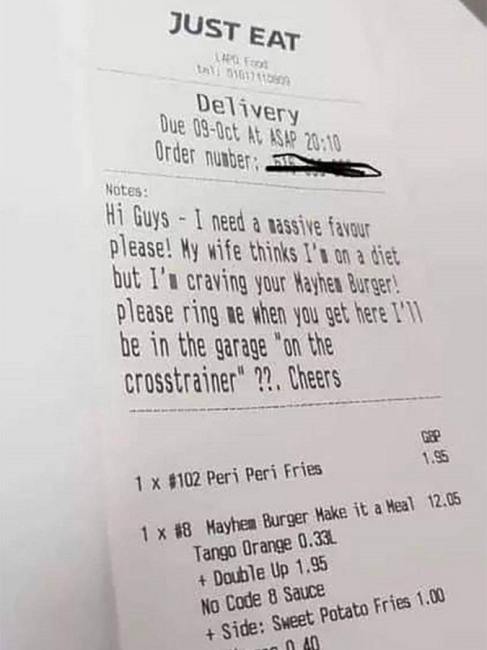 JUST EAT
LAPD Food
Delivery
Due 09-Oct At ASAP 20:10
Order number:
Notes:
Hi Guys - I need a massive favour
please! My wife thinks I'm on a diet
but I'm craving your Mayhem Burger!
please ring me when you get here I'll
be in the garage "on the
crosstrainer" ??. Cheers
GBP
1 x #102 Peri Peri Fries 1.95
1 x #8 Mayhem Burger Make it a Meal 12.05
Tango Orange 0.33L
+ Double Up 1.95
No Code 8 Sauce
+ Side: Sweet Potato Fries 1.00
0.40